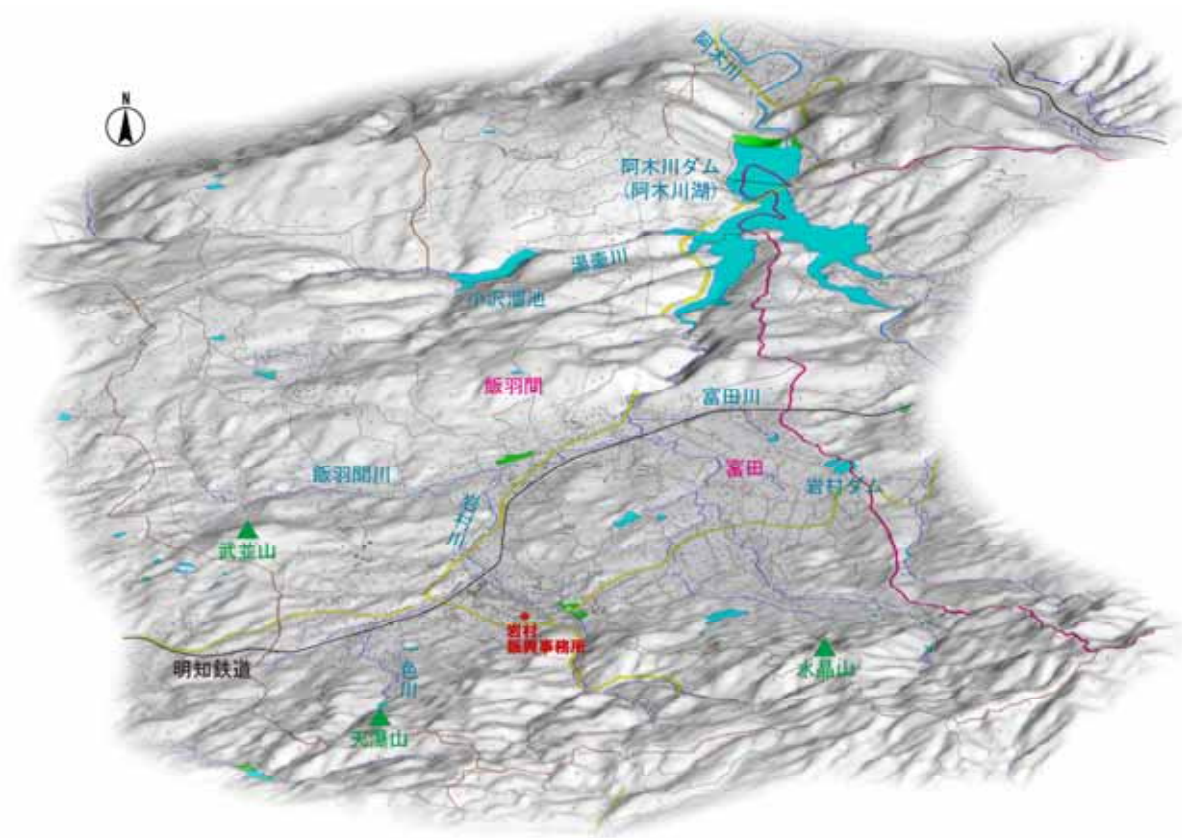 N
阿木川
阿木川ダム
(阿木川湖)
湯壷川
小沢溜池
飯羽間
富田川
富田
飯羽間川
岩村ダム
岩村川
武並山
岩村
振興事務所
水晶山
明知鉄道
一色川
天瀑山